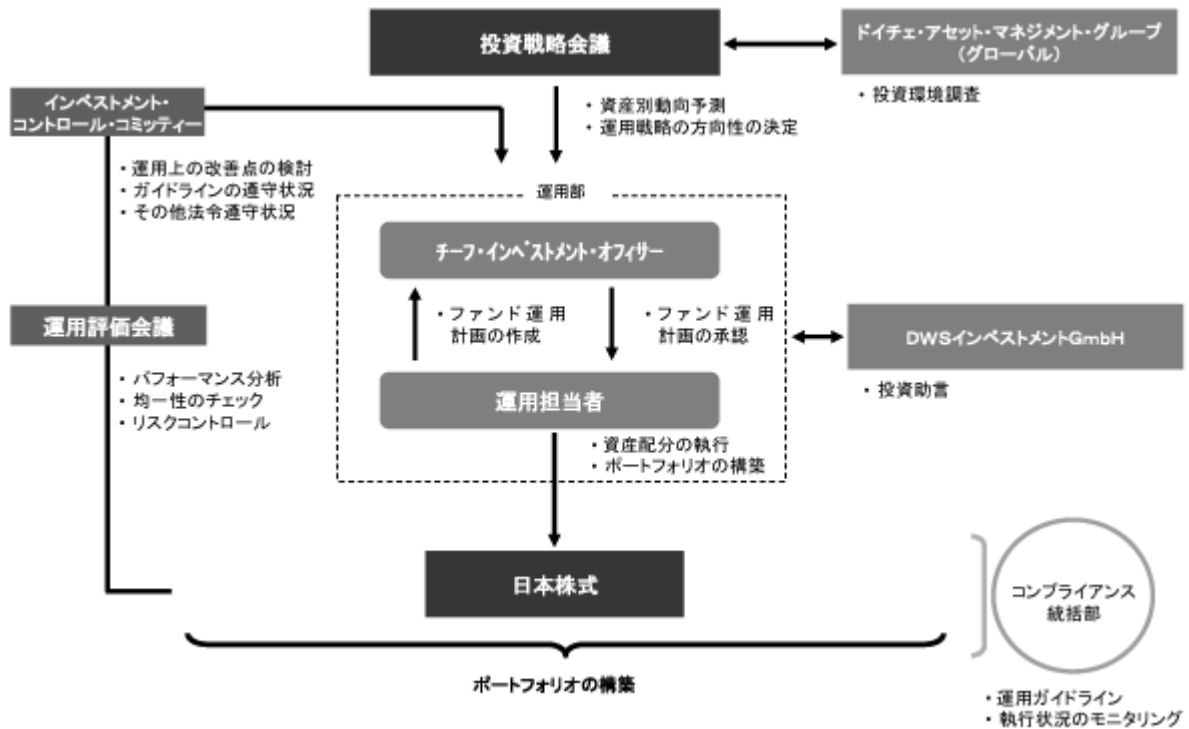 投資戦略会議
ドイチェ・アセット・マネジメント・グループ
(グローバル)
・投資環境調査
・資産別動向予測
・運用戦略の方向性の決定
インベストメント・
コントロール・コミッティー
・運用上の改善点の検討
・ガイドラインの遵守状況
・その他法令遵守状況
運用部
チーフ・インベストメント・オフィサー
・ファンド運用
計画の作成
・ファンド運用
計画の承認
運用評価会議
・パフォーマンス分析
・均一性のチェック
・リスクコントロール
DWSインベストメントGmbH
・投資助言
運用担当者
・資産配分の執行
・ポートフォリオの構築
日本株式
コンプライアンス
統括部
ポートフォリオの構築
・運用ガイドライン
・執行状況のモニタリング